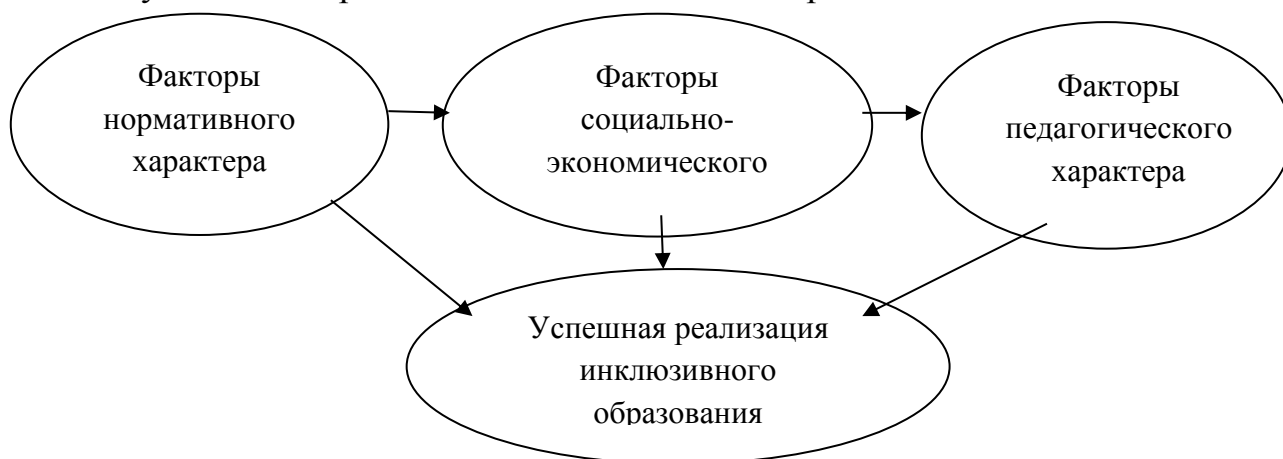 Факторы
нормативного
характера
Факторы
социально-
экономического
Факторы
педагогического
характера
Успешная реализация
инклюзивного
образования